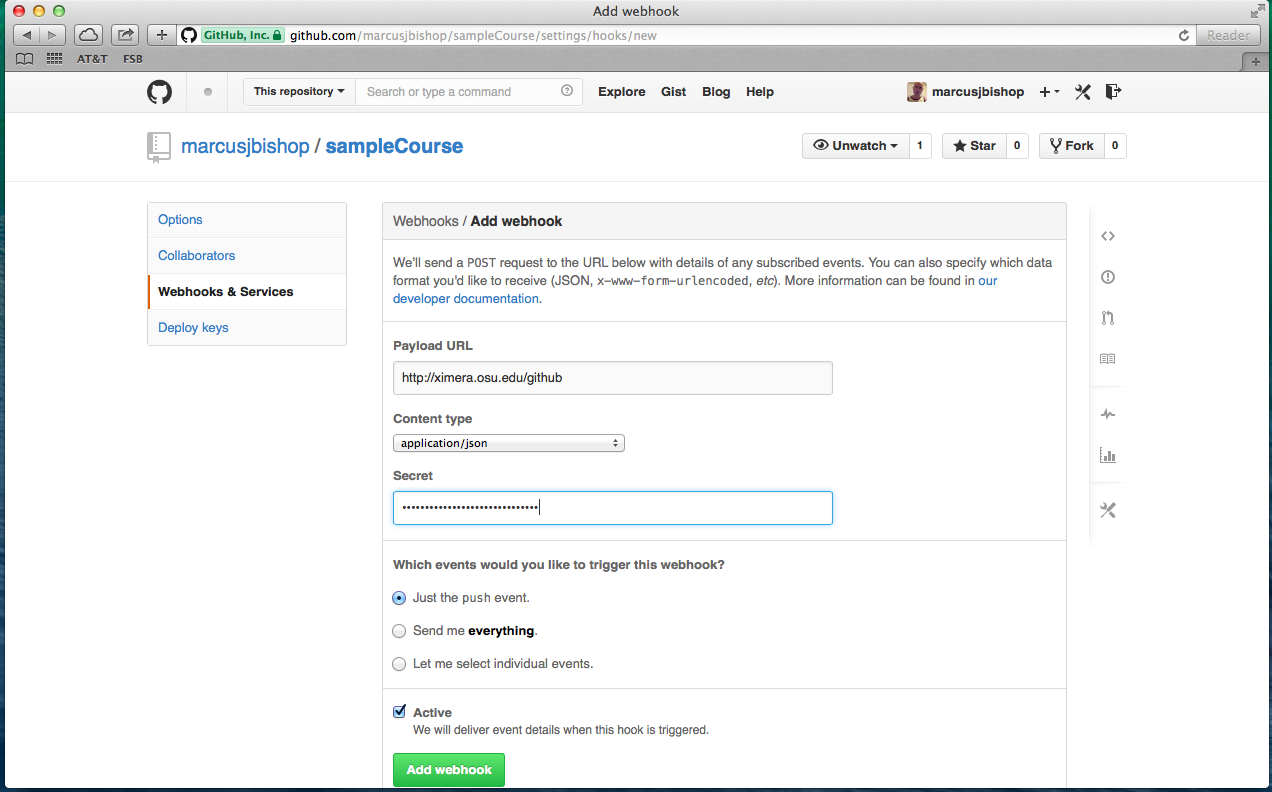 Add webhook
GitHub, Inc. github.com/marcusjbishop/sampleCourse/settings/hooks/new Reader
AT&T FSB
This repository Search or type a command Explore Gist Blog Help marcusjbishop
marcusjbishop / sampleCourse Unwatch 1 Star 0 Fork 0
Options
Collaborators
Webhooks & Services
Deploy keys
Webhooks / Add webhook
We'll send a POST request to the URL below with details of any subscribed events. You can also specify which data
format you'd like to receive (JSON, x-www-form-urlencoded, etc). More information can be found in our
developer documentation.
Payload URL
http://ximera.osu.edu/github
Content type
application/json
Secret
••••••••••••••••••••••••••••••
Which events would you like to trigger this webhook?
Just the push event.
Send me everything.
Let me select individual events.
Active
We will deliver event details when this hook is triggered.
Add webhook